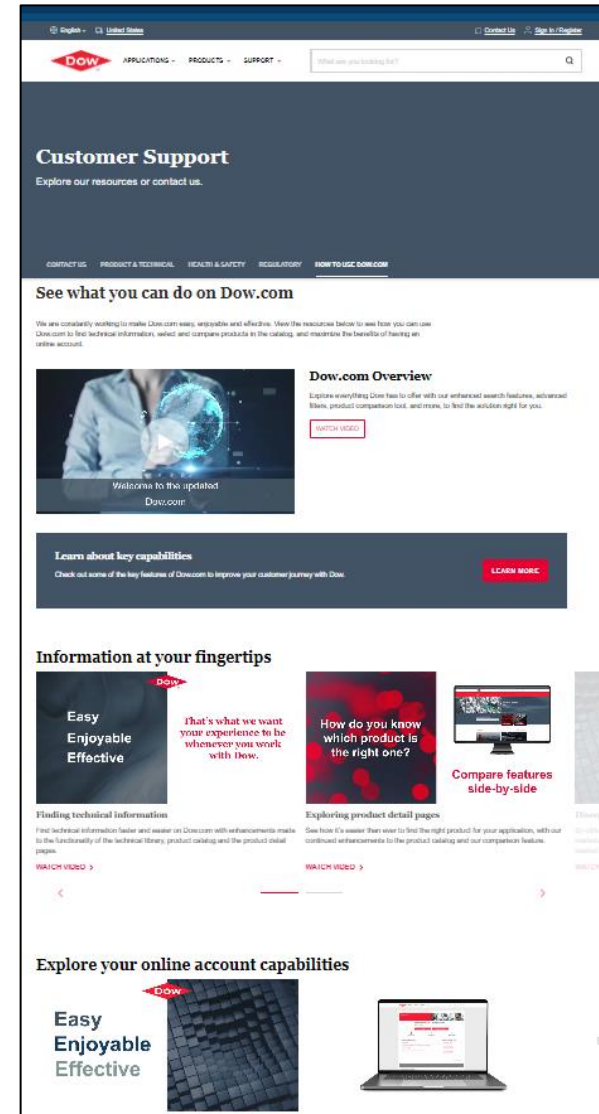 English
United States
Contact Us
Sign In / Register
DOW
APPLICATIONS
PRODUCTS
SUPPORT
What are you looking for?
Customer Support
Explore our resources or contact us.
CONTACT US
PRODUCT & TECHNICAL
HEALTH & SAFETY
REGULATORY
HOW TO USE DOW.COM
See what you can do on Dow.com
We are constantly working to make Dow.com easy, enjoyable and effective. View the resources below to see how you can use
Dow.com to find technical information, select and compare products in the catalog, and maximize the benefits of having an
online account.
Welcome to the updated
Dow.com
Dow.com Overview
Explore everything Dow has to offer with our enhanced search features, advanced
filters, product comparison tool, and more, to find the solution right for you.
WATCH VIDEO
Learn about key capabilities
Check out some of the key features of Dow.com to improve your customer journey with Dow.
LEARN MORE
Information at your fingertips
DOW
Easy
Enjoyable
Effective
That's what we want
your experience to be
whenever you work
with Dow.
Finding technical information
Find technical information faster and easier on Dow.com with enhancements made
to the functionality of the technical library, product catalog and the product detail
pages.
WATCH VIDEO >
How do you know
which product is
the right one?
Compare features
side-by-side
Exploring product detail pages
See how it's easier than ever to find the right product for your application, with our
continued enhancements to the product catalog and our comparison feature.
WATCH VIDEO >
Explore your online account capabilities
DOW
Easy
Enjoyable
Effective